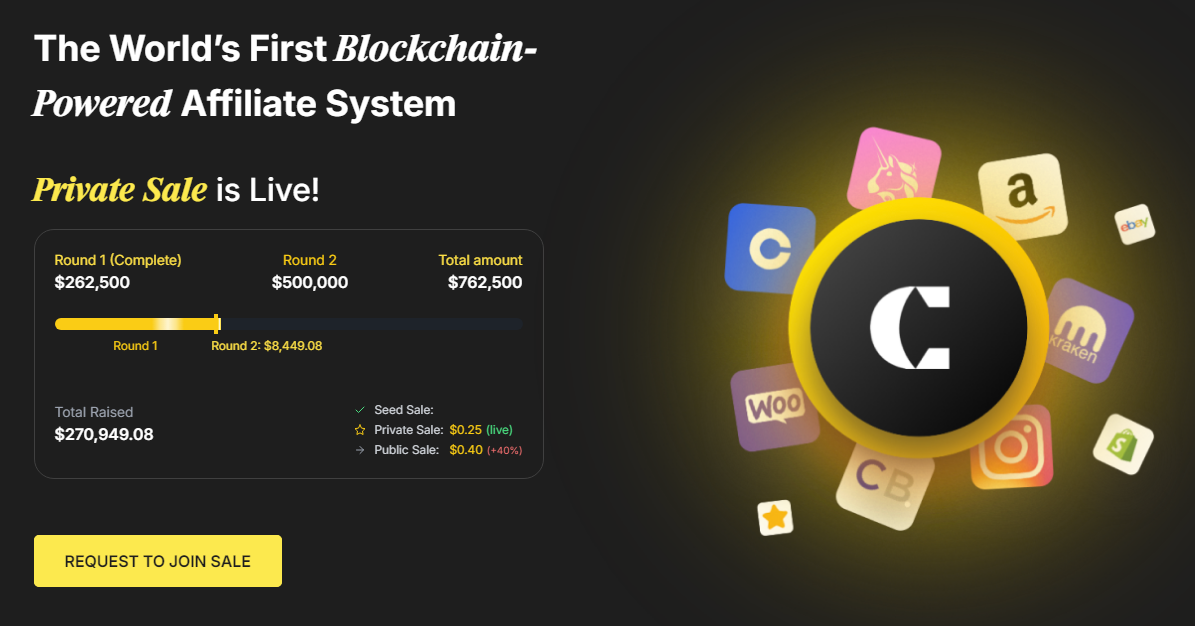 The World's First Blockchain-
Powered Affiliate System
Private Sale is Live!
Round 1 (Complete) Round 2 Total amount
$262,500 $500,000 $762,500
Round 1 Round 2: $8,449.08
Total Raised
$270,949.08
Seed Sale:
Private Sale: $0.25 (live)
Public Sale: $0.40 (+40%)
REQUEST TO JOIN SALE
a
ebay
C
C
kraken
WOO
S
CB.